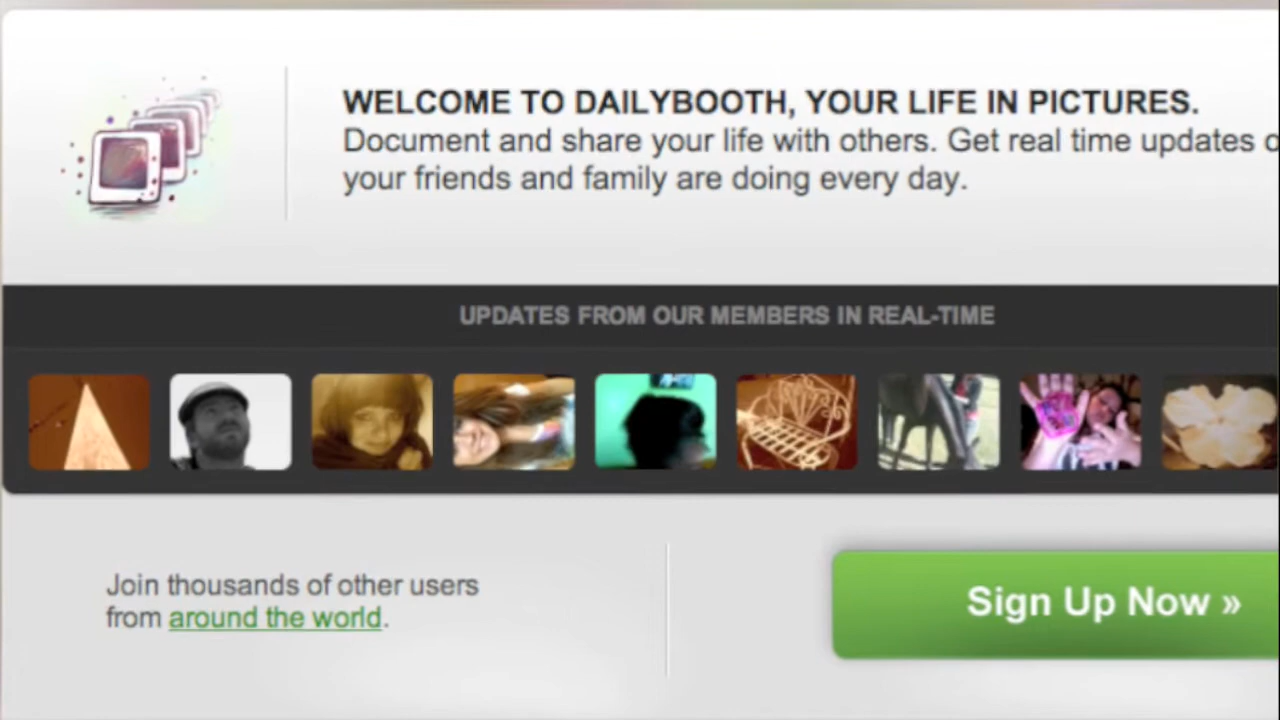 WELCOME TO DAILYBOOTH, YOUR LIFE IN PICTURES.
Document and share your life with others. Get real time updates
your friends and family are doing every day.
UPDATES FROM OUR MEMBERS IN REAL-TIME
Join thousands of other users
from around the world.
Sign Up Now »